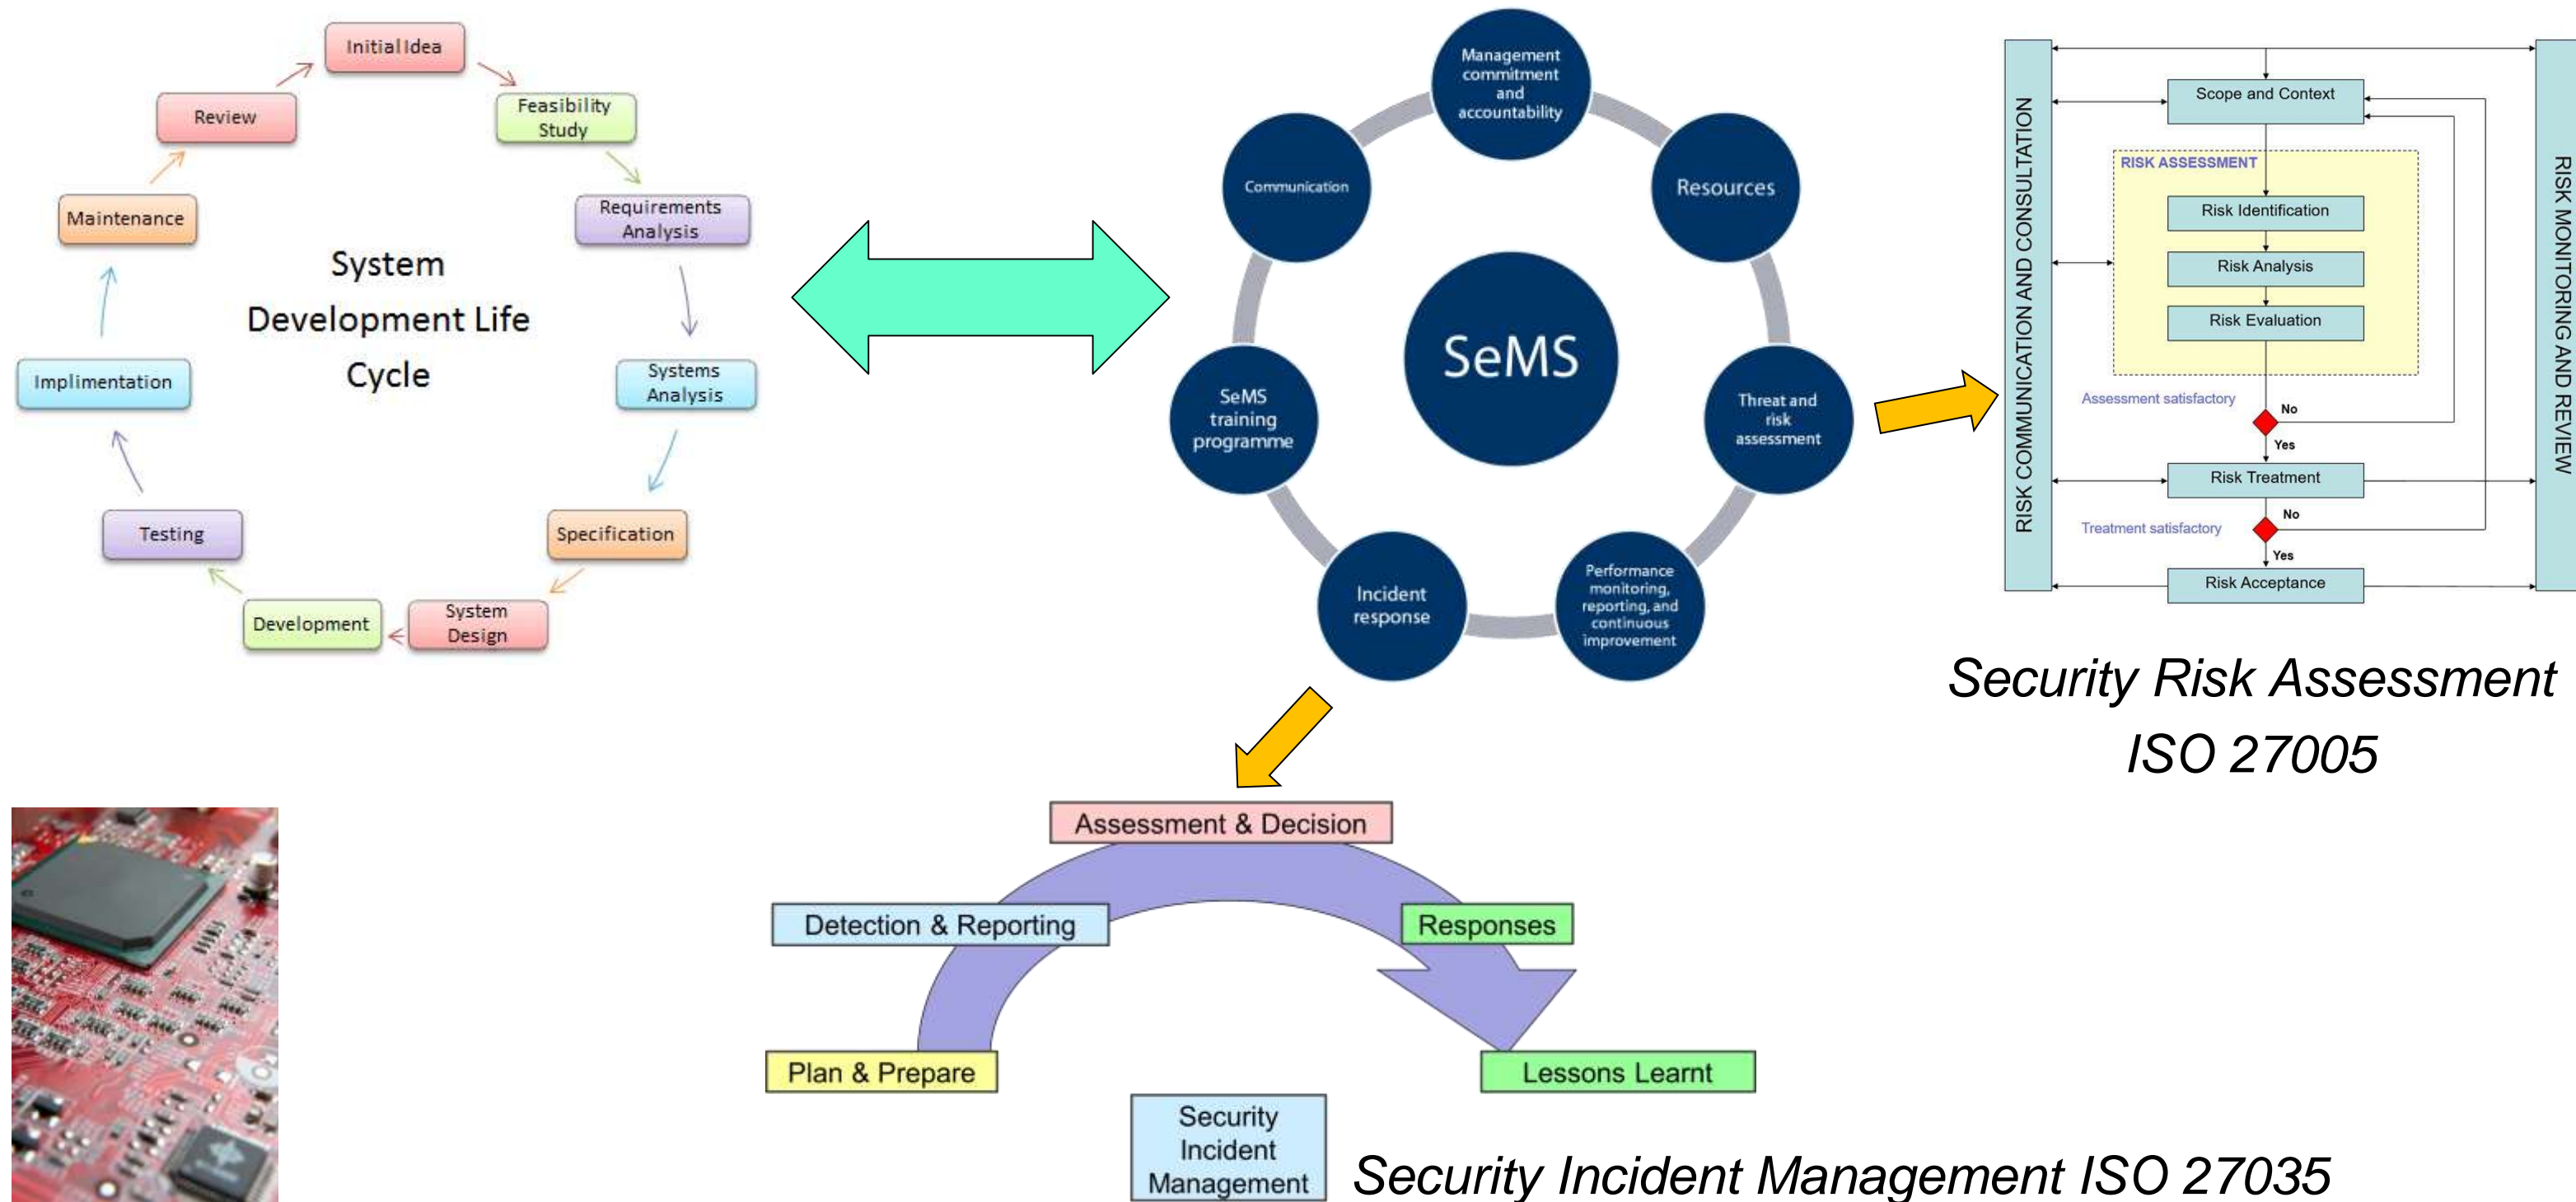 Initial Idea
Feasibility
Study
Requirements
Analysis
Systems
Analysis
Specification
System
Design
Development
Testing
Implimentation
Maintenance
Review
System
Development Life
Cycle
Management
commitment
and
accountability
Resources
Threat and
risk
assessment
Performance
monitoring,
reporting, and
continuous
improvement
Incident
response
SeMS
training
programme
Communication
SeMS
RISK COMMUNICATION AND CONSULTATION
Scope and Context
RISK ASSESSMENT
Risk Identification
Risk Analysis
Risk Evaluation
Assessment satisfactory
No
Yes
Risk Treatment
Treatment satisfactory
No
Yes
Risk Acceptance
RISK MONITORING AND REVIEW
Security Risk Assessment
ISO 27005
Assessment & Decision
Detection & Reporting
Responses
Plan & Prepare
Lessons Learnt
Security
Incident
Management
Security Incident Management ISO 27035